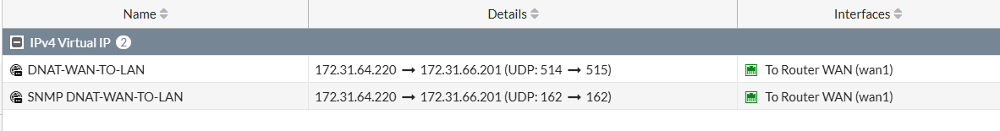 Name Details Interfaces
IPv4 Virtual IP 2
DNAT-WAN-TO-LAN 172.31.64.220 → 172.31.66.201 (UDP: 514 → 515) To Router WAN (wan1)
SNMP DNAT-WAN-TO-LAN 172.31.64.220 → 172.31.66.201 (UDP: 162 → 162) To Router WAN (wan1)